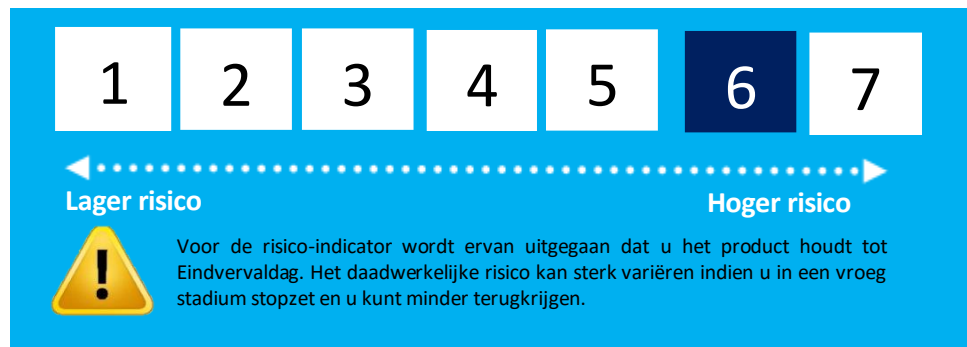 1 2 3 4 5 6 7
Lager risico Hoger risico
!
Voor de risico-indicator wordt ervan uitgegaan dat u het product houdt tot
Eindvervaldag. Het daadwerkelijke risico kan sterk variëren indien u in een vroeg
stadium stopzet en u kunt minder terugkrijgen.